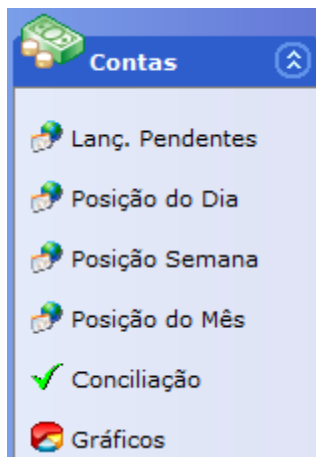 Contas
Lanç. Pendentes
Posição do Dia
Posição Semana
Posição do Mês
Conciliação
Gráficos